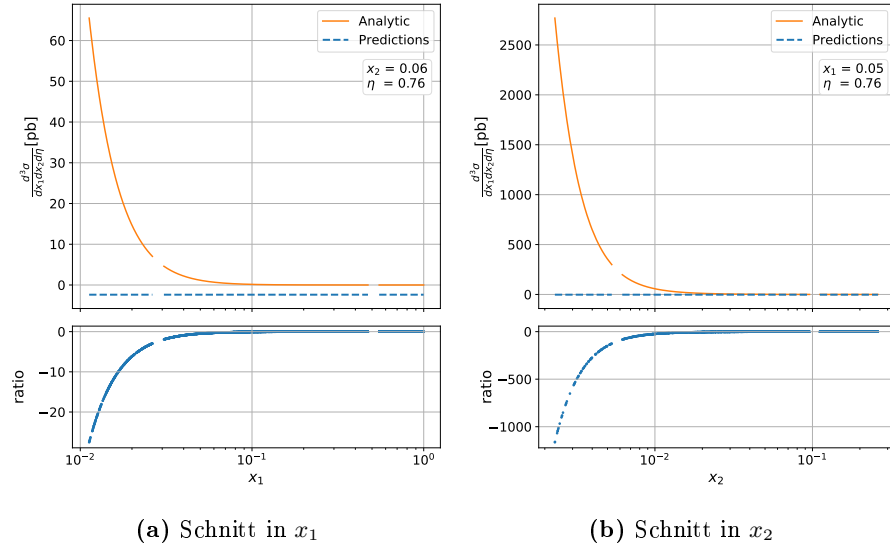 Analytic
Predictions
x₂ = 0.06
η = 0.76
d³σ/dx₁dx₂dη [pb]
60
50
40
30
20
10
0
ratio
0
−10
−20
10⁻² 10⁻¹ 10⁰
x₁
Analytic
Predictions
x₁ = 0.05
η = 0.76
d³σ/dx₁dx₂dη [pb]
2500
2000
1500
1000
500
0
ratio
0
−500
−1000
10⁻² 10⁻¹
x₂
(a) Schnitt in x₁
(b) Schnitt in x₂